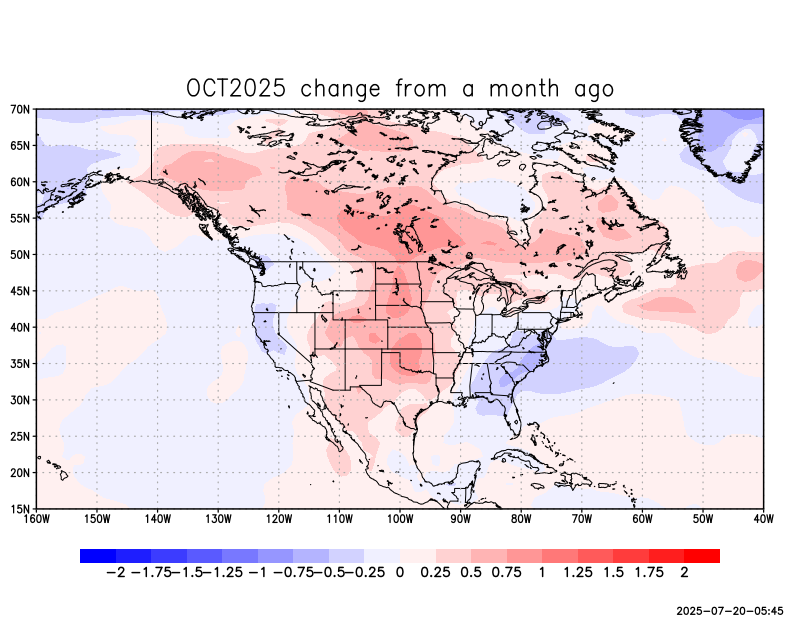 OCT2025 change from a month ago
70N
65N
60N
55N
50N
45N
40N
35N
30N
25N
20N
15N
160W 150W 140W 130W 120W 110W 100W 90W 80W 70W 60W 50W 40W
−2 −1.75 −1.5 −1.25 −1 −0.75 −0.5 −0.25 0 0.25 0.5 0.75 1 1.25 1.5 1.75 2
2025−07−20−05:45